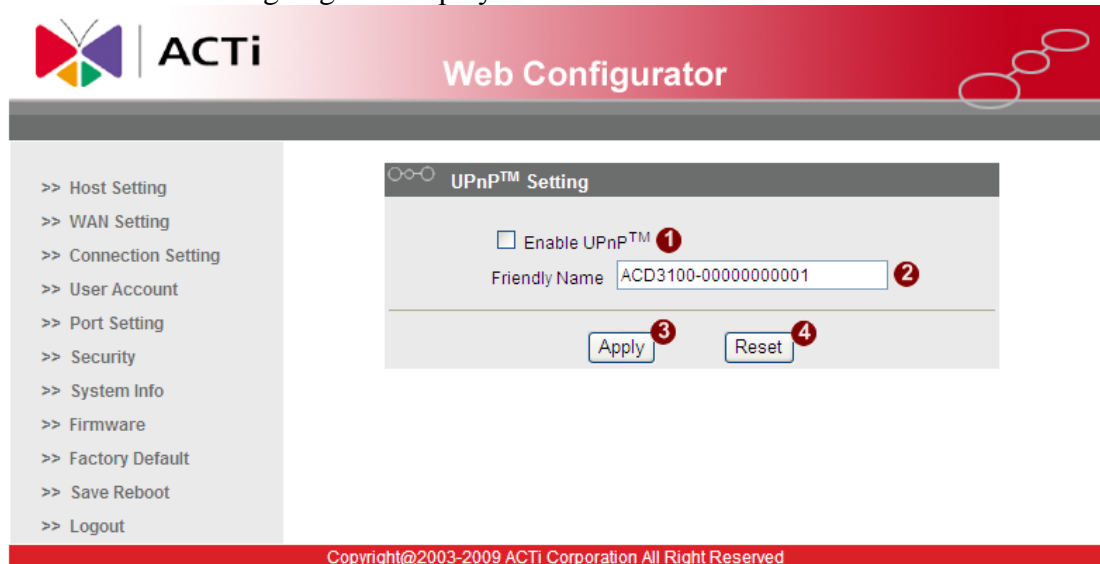 ACTi
Web Configurator
>> Host Setting
>> WAN Setting
>> Connection Setting
>> User Account
>> Port Setting
>> Security
>> System Info
>> Firmware
>> Factory Default
>> Save Reboot
>> Logout
UPnP™ Setting
Enable UPnP™ 1
Friendly Name ACD3100-00000000001 2
Apply 3 Reset 4
Copyright@2003-2009 ACTi Corporation All Right Reserved